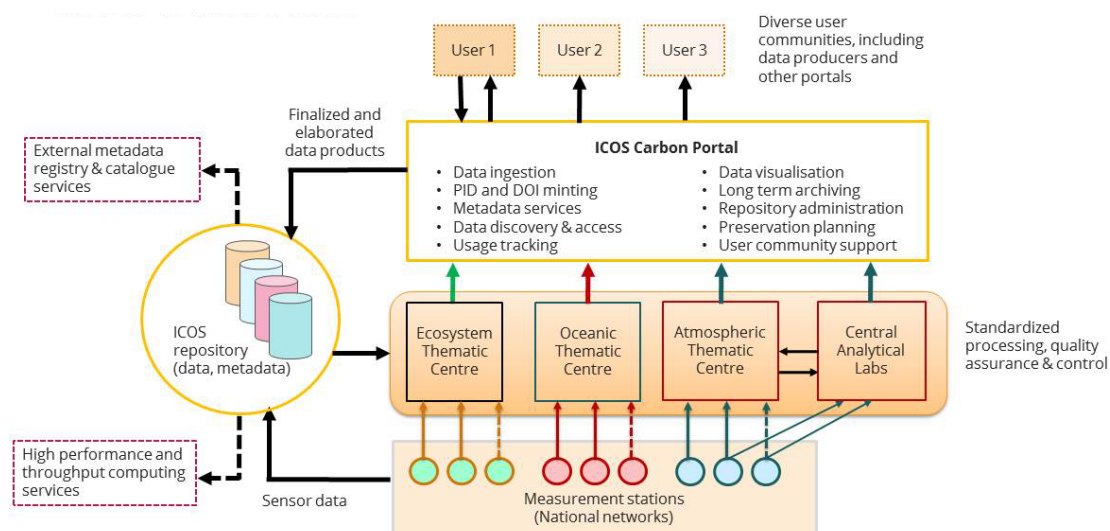 User 1
User 2
User 3
Diverse user
communities, including
data producers and
other portals
Finalized and
elaborated
data products
External metadata
registry & catalogue
services
ICOS Carbon Portal
• Data ingestion
• PID and DOI minting
• Metadata services
• Data discovery & access
• Usage tracking
• Data visualisation
• Long term archiving
• Repository administration
• Preservation planning
• User community support
ICOS
repository
(data, metadata)
Ecosystem
Thematic
Centre
Oceanic
Thematic
Centre
Atmospheric
Thematic
Centre
Central
Analytical
Labs
Standardized
processing, quality
assurance & control
High performance and
throughput computing
services
Sensor data
Measurement stations
(National networks)